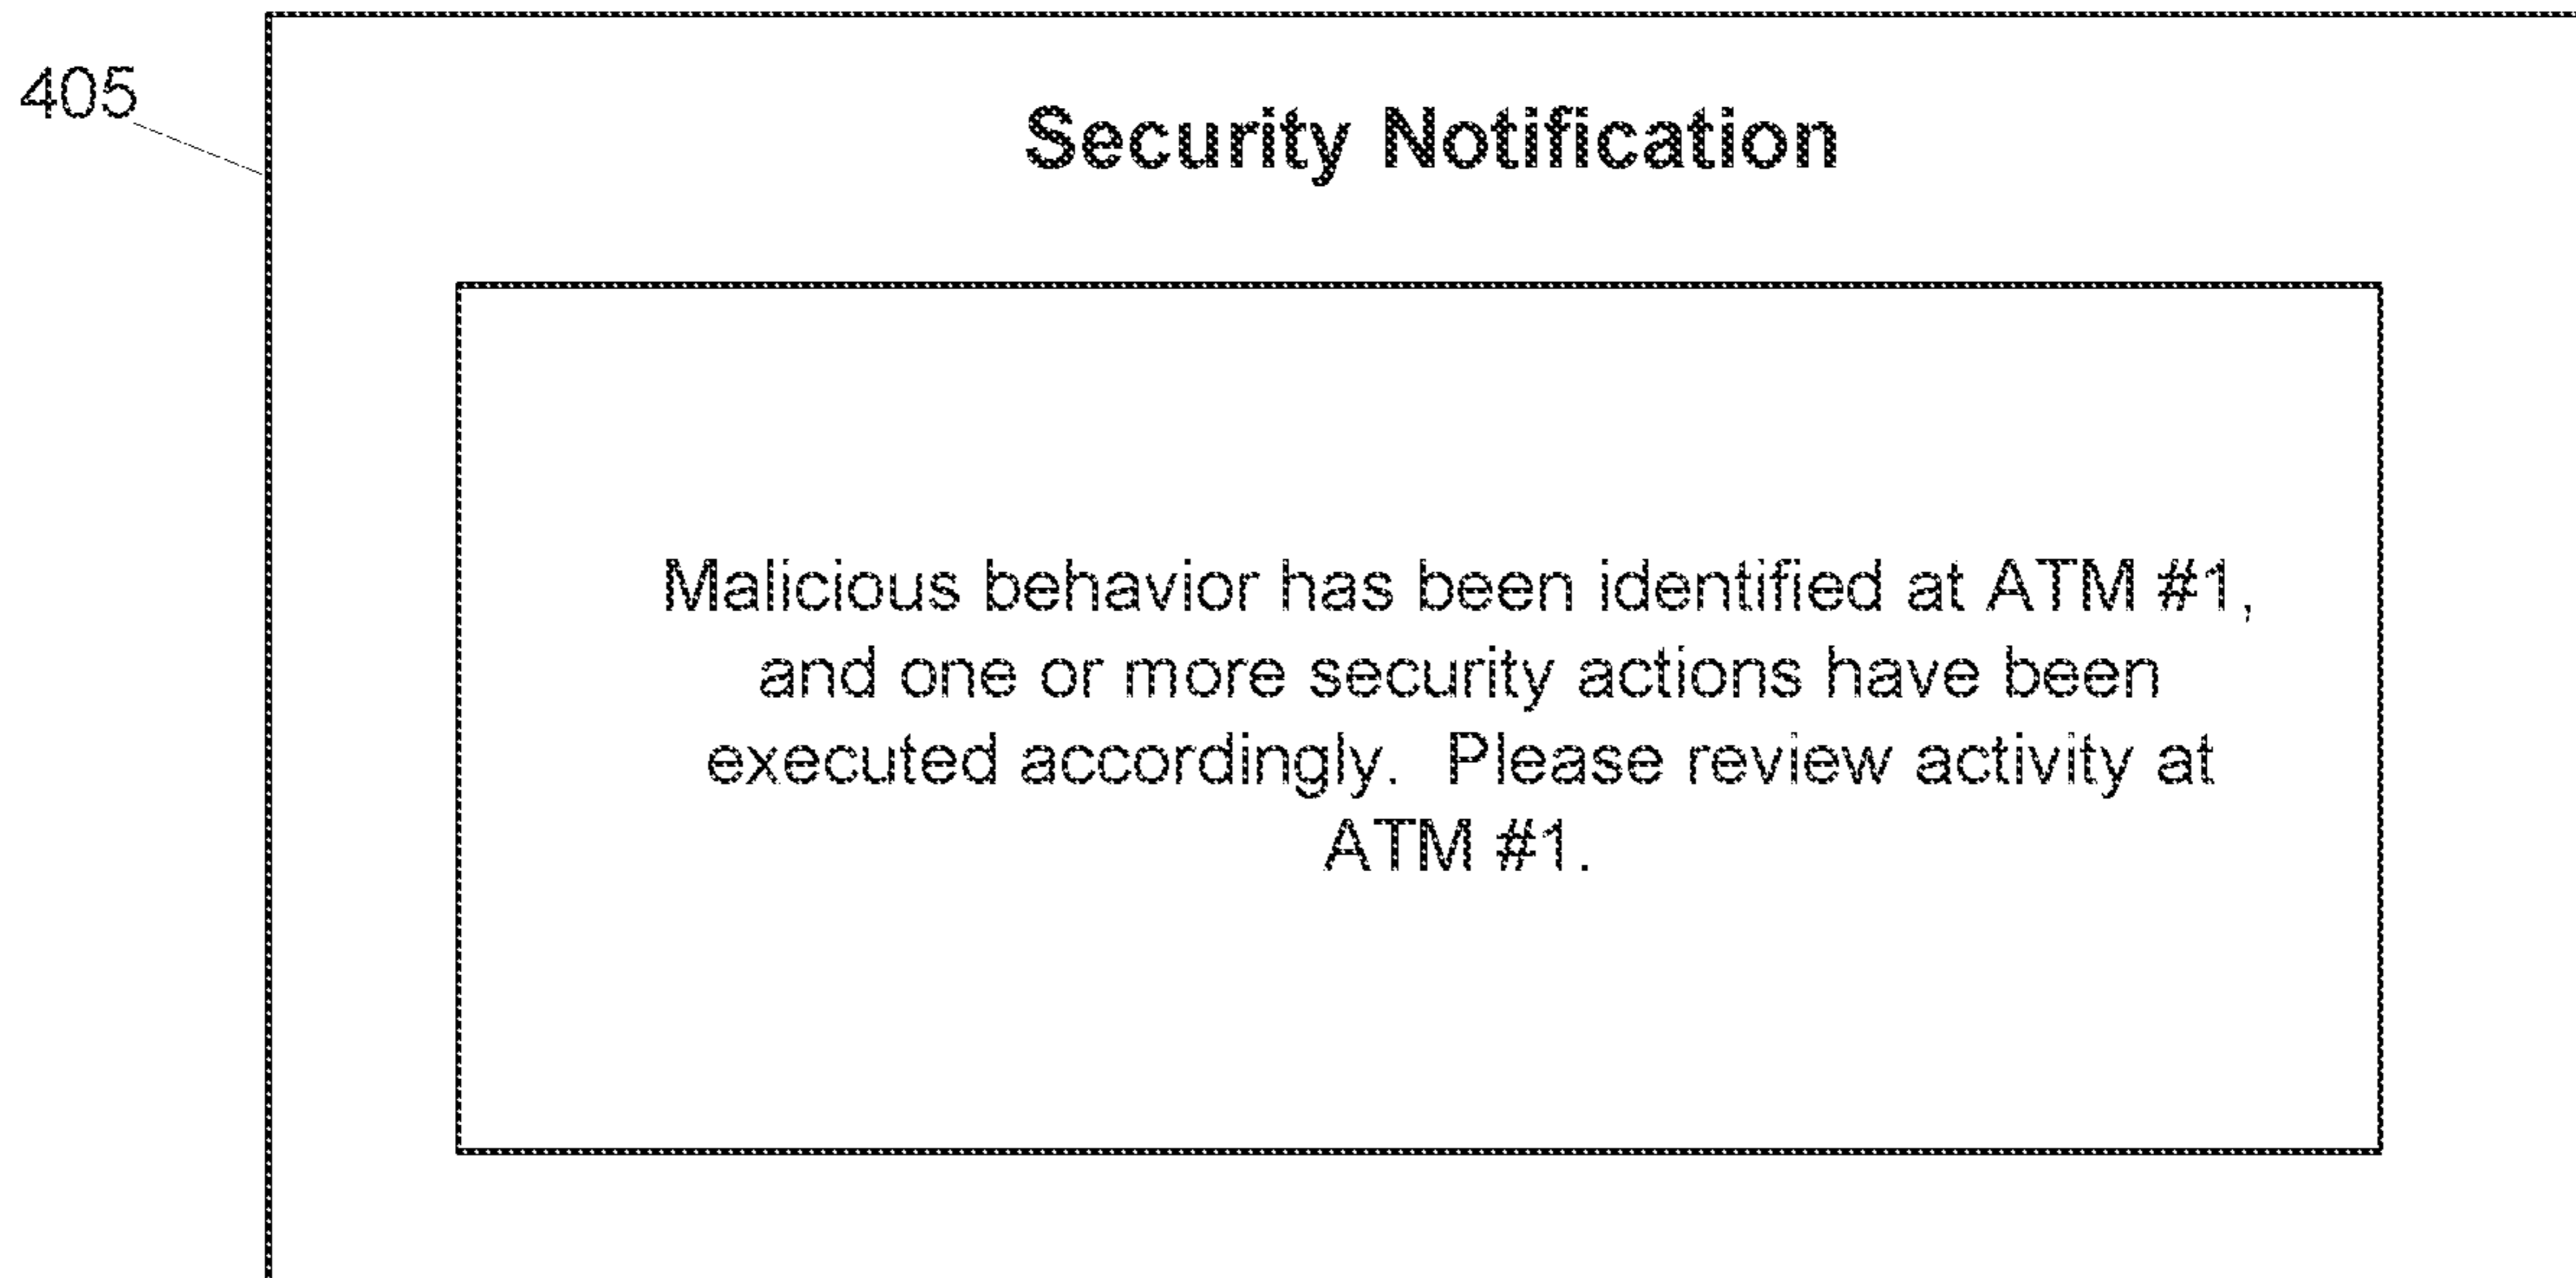 405
Security Notification
Malicious behavior has been identified at ATM #1,
and one or more security actions have been
executed accordingly.  Please review activity at
ATM #1.